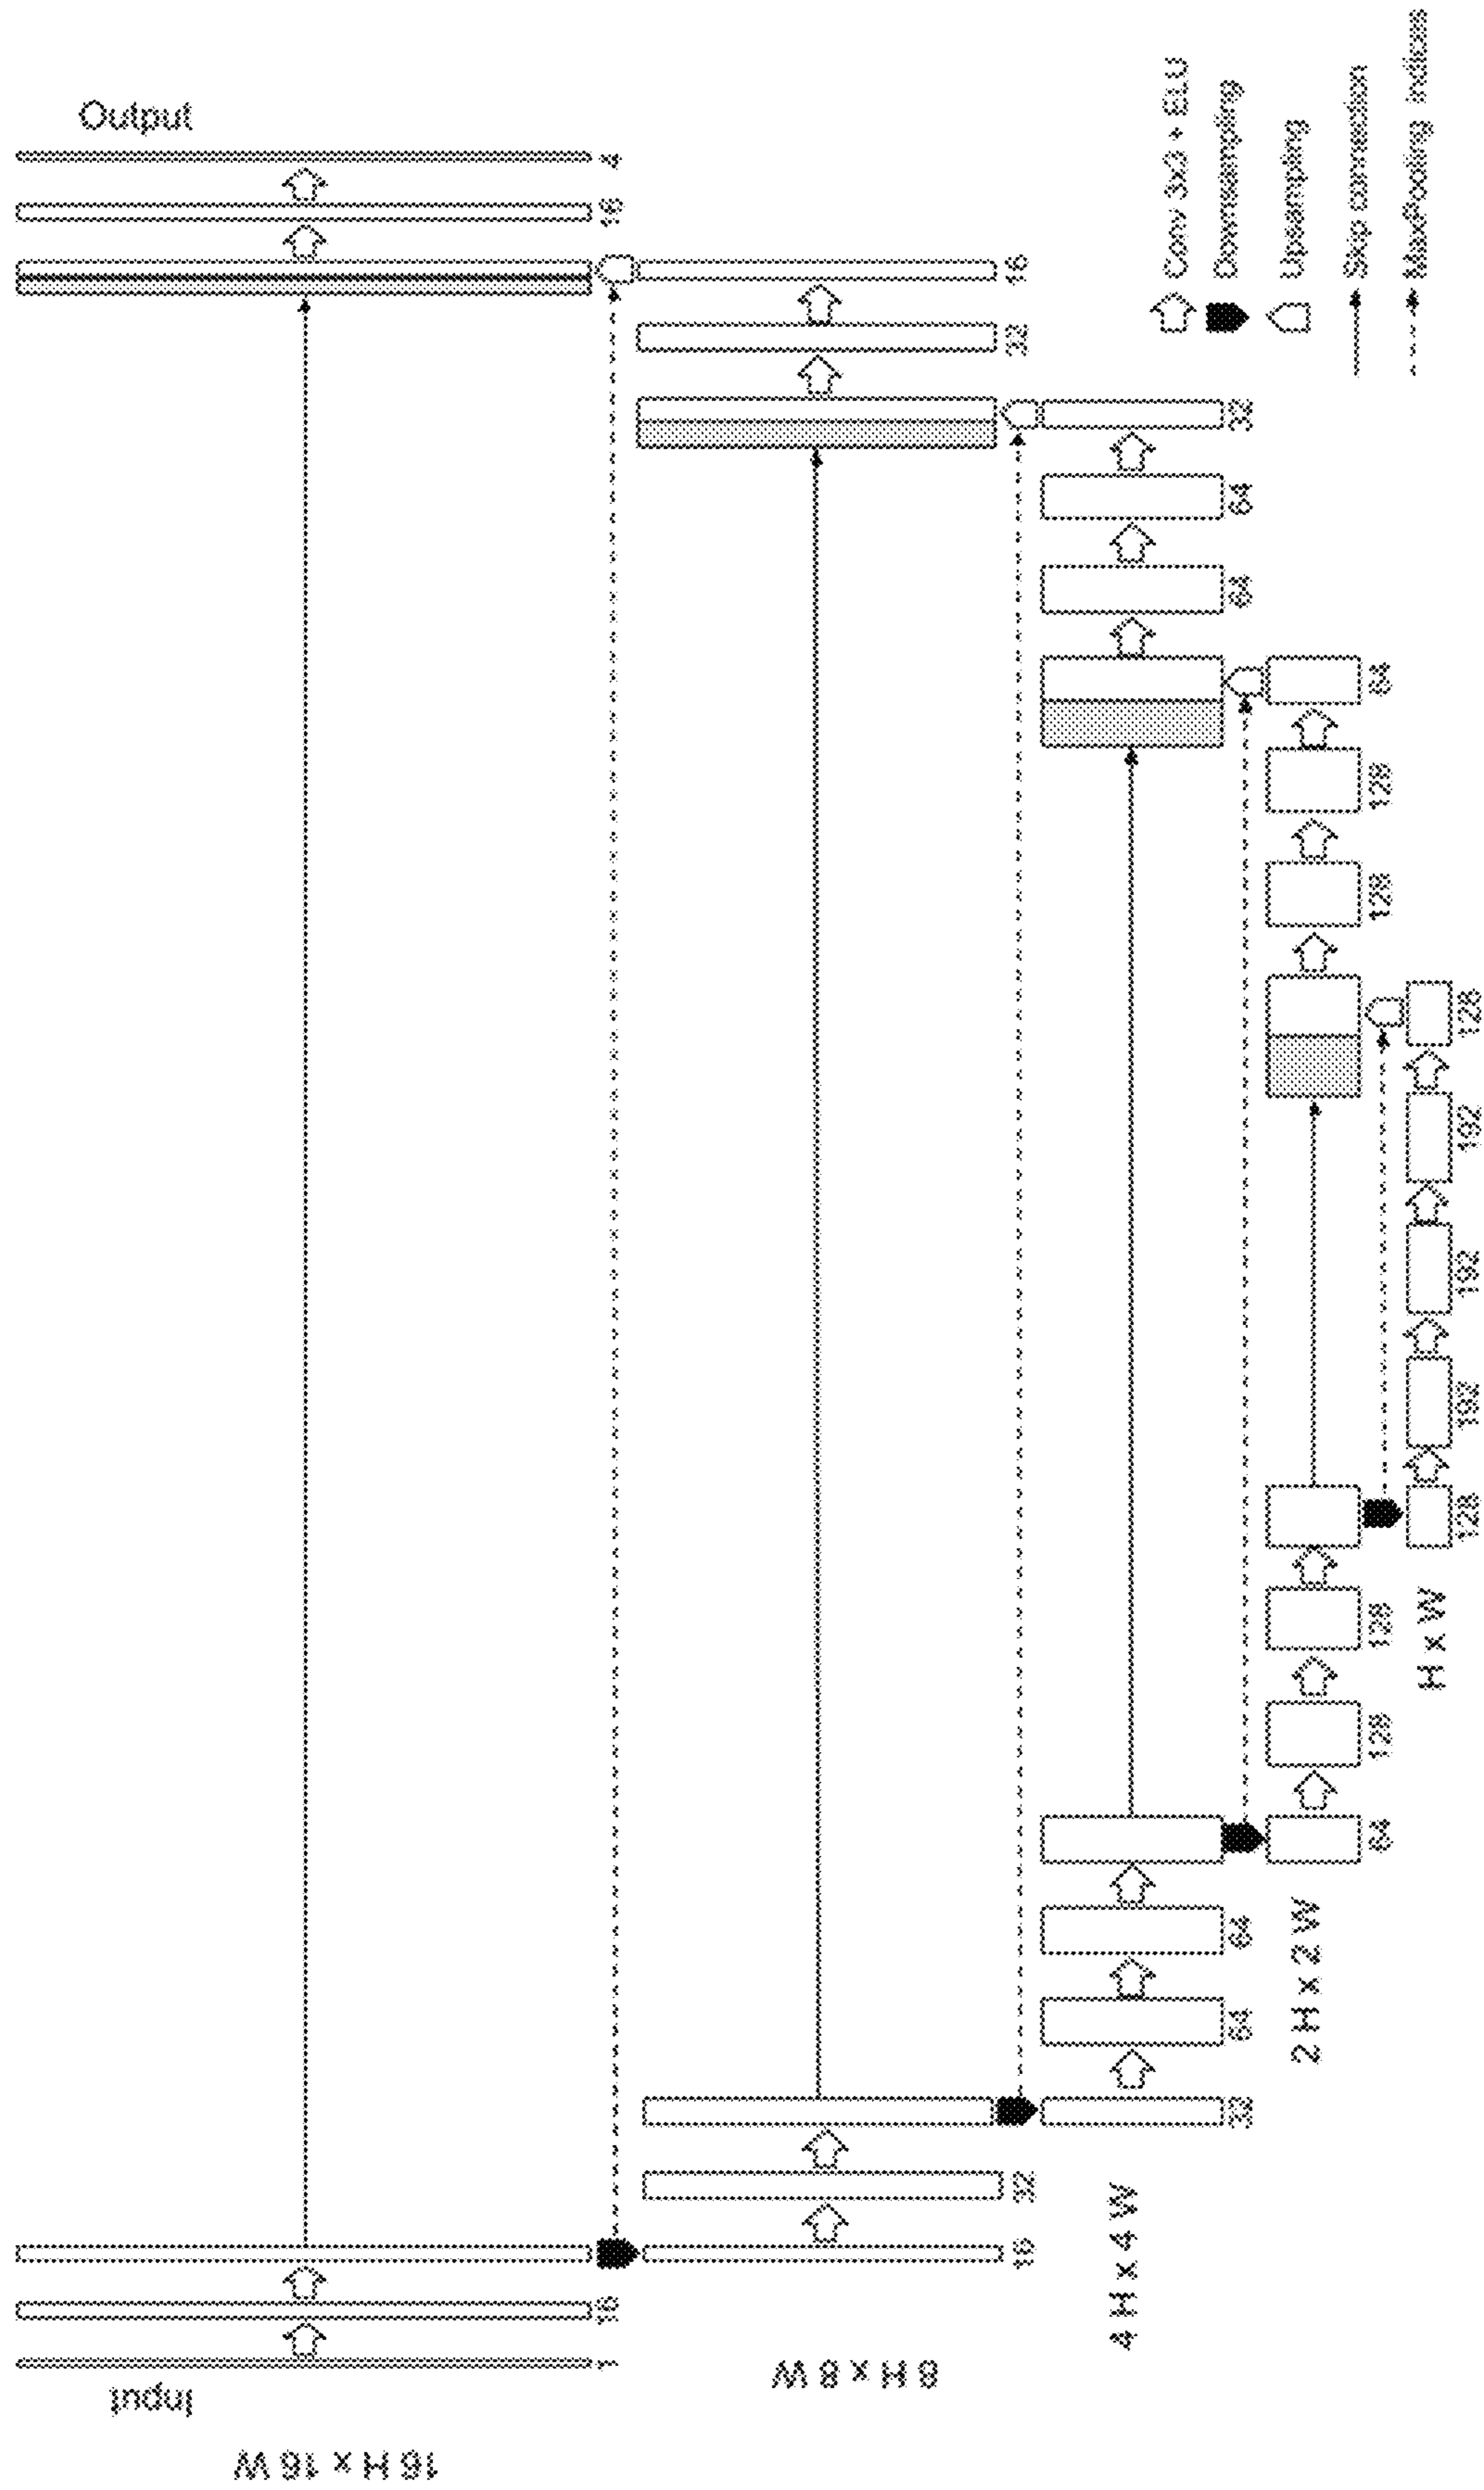 Input
Output
16 H x 16 W
1 16 16 4
8 H x 8 W
16 32 32 16
4 H x 4 W
32 64 64 64 64 32
2 H x 2 W
64 128 128 128 128 64
H x W
128 192 192 192 128
Conv 3x3 + ELU
Downsampling
Upsampling
Skip conection
MaxPooling indices